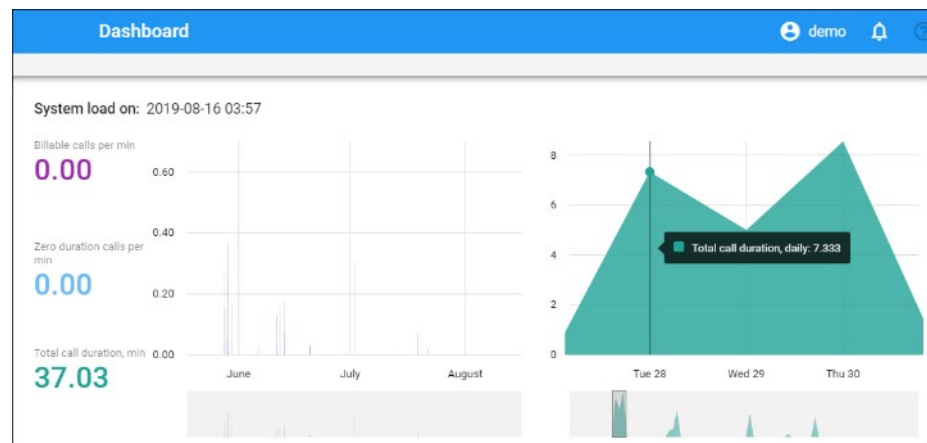 Dashboard
demo
System load on: 2019-08-16 03:57
Billable calls per min
0.00
Zero duration calls per
min
0.00
Total call duration, min
37.03
0.60
0.40
0.20
0.00
June July August
8
6
4
2
0
Total call duration, daily: 7.333
Tue 28 Wed 29 Thu 30